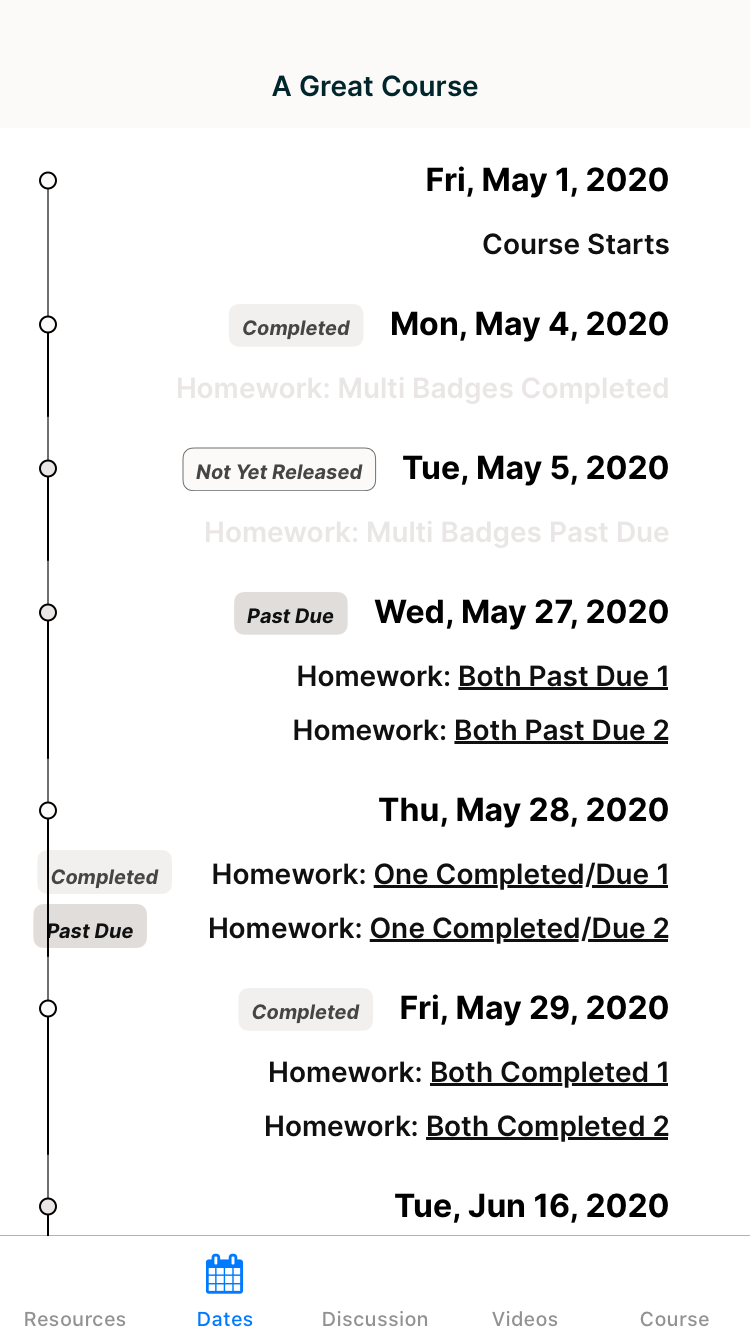 A Great Course
Fri, May 1, 2020
Course Starts
Completed Mon, May 4, 2020
Homework: Multi Badges Completed
Not Yet Released Tue, May 5, 2020
Homework: Multi Badges Past Due
Past Due Wed, May 27, 2020
Homework: Both Past Due 1
Homework: Both Past Due 2
Thu, May 28, 2020
Completed Homework: One Completed/Due 1
Past Due Homework: One Completed/Due 2
Completed Fri, May 29, 2020
Homework: Both Completed 1
Homework: Both Completed 2
Tue, Jun 16, 2020
Resources Dates Discussion Videos Course